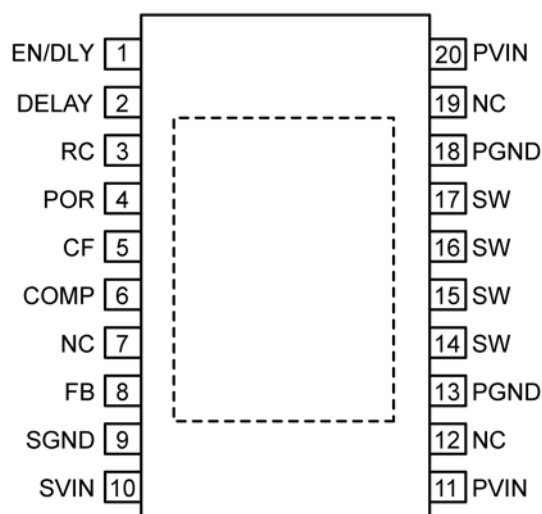 EN/DLY 1
DELAY 2
RC 3
POR 4
CF 5
COMP 6
NC 7
FB 8
SGND 9
SVIN 10
20 PVIN
19 NC
18 PGND
17 SW
16 SW
15 SW
14 SW
13 PGND
12 NC
11 PVIN